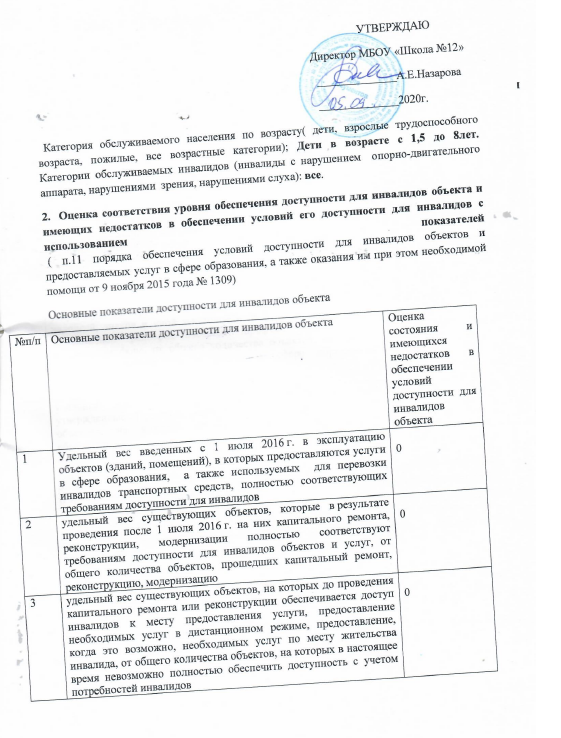 УТВЕРЖДАЮ
Директор МБОУ «Школа №12»
А.Е.Назарова
05.09. 2020г.
Категория обслуживаемого населения по возрасту( дети, взрослые трудоспособного
возраста, пожилые, все возрастные категории); Дети в возрасте с 1,5 до 8лет.
Категории обслуживаемых инвалидов (инвалиды с нарушением опорно-двигательного
аппарата, нарушениями зрения, нарушениями слуха): все.
2. Оценка соответствия уровня обеспечения доступности для инвалидов объекта и
имеющих недостатков в обеспечении условий его доступности для инвалидов с
использованием показателей
( п.11 порядка обеспечения условий доступности для инвалидов объектов и
предоставляемых услуг в сфере образования, а также оказания им при этом необходимой
помощи от 9 ноября 2015 года № 1309)
Основные показатели доступности для инвалидов объекта
№п/п Основные показатели доступности для инвалидов объекта
Оценка
состояния и
имеющихся
недостатков в
обеспечении
условий
доступности для
инвалидов
объекта
1
Удельный вес введенных с 1 июля 2016 г. в эксплуатацию
объектов (зданий, помещений), в которых предоставляются услуги
в сфере образования, а также используемых для перевозки
инвалидов транспортных средств, полностью соответствующих
требованиям доступности для инвалидов
0
2
удельный вес существующих объектов, которые в результате
проведения после 1 июля 2016 г. на них капитального ремонта,
реконструкции, модернизации полностью соответствуют
требованиям доступности для инвалидов объектов и услуг, от
общего количества объектов, прошедших капитальный ремонт,
реконструкцию, модернизацию
0
3
удельный вес существующих объектов, на которых до проведения
капитального ремонта или реконструкции обеспечивается доступ
инвалидов к месту предоставления услуги, предоставление
необходимых услуг в дистанционном режиме, предоставление,
когда это возможно, необходимых услуг по месту жительства
инвалида, от общего количества объектов, на которых в настоящее
время невозможно полностью обеспечить доступность с учетом
потребностей инвалидов
0